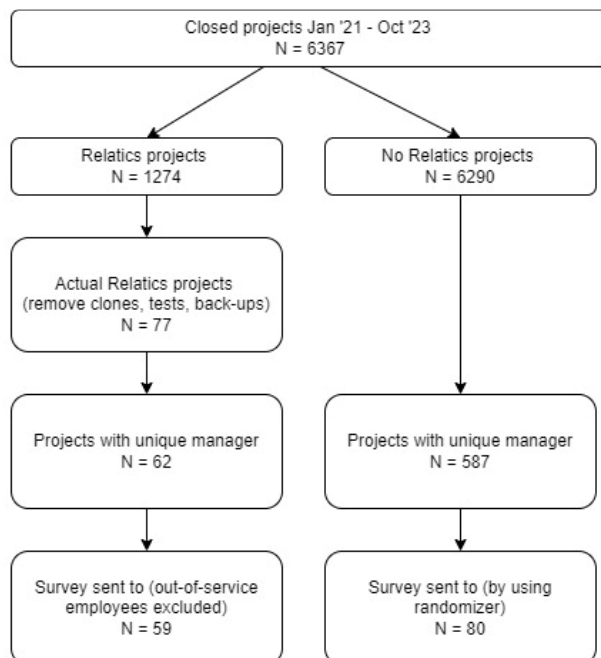 Closed projects Jan '21 - Oct '23
N = 6367
Relatics projects
N = 1274
No Relatics projects
N = 6290
Actual Relatics projects
(remove clones, tests, back-ups)
N = 77
Projects with unique manager
N = 62
Projects with unique manager
N = 587
Survey sent to (out-of-service
employees excluded)
N = 59
Survey sent to (by using
randomizer)
N = 80